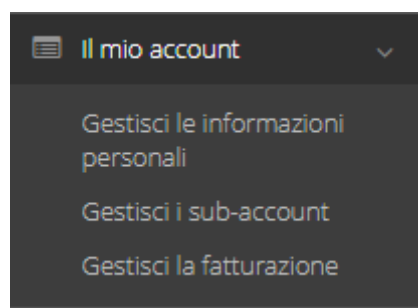 Il mio account
Gestisci le informazioni
personali
Gestisci i sub-account
Gestisci la fatturazione